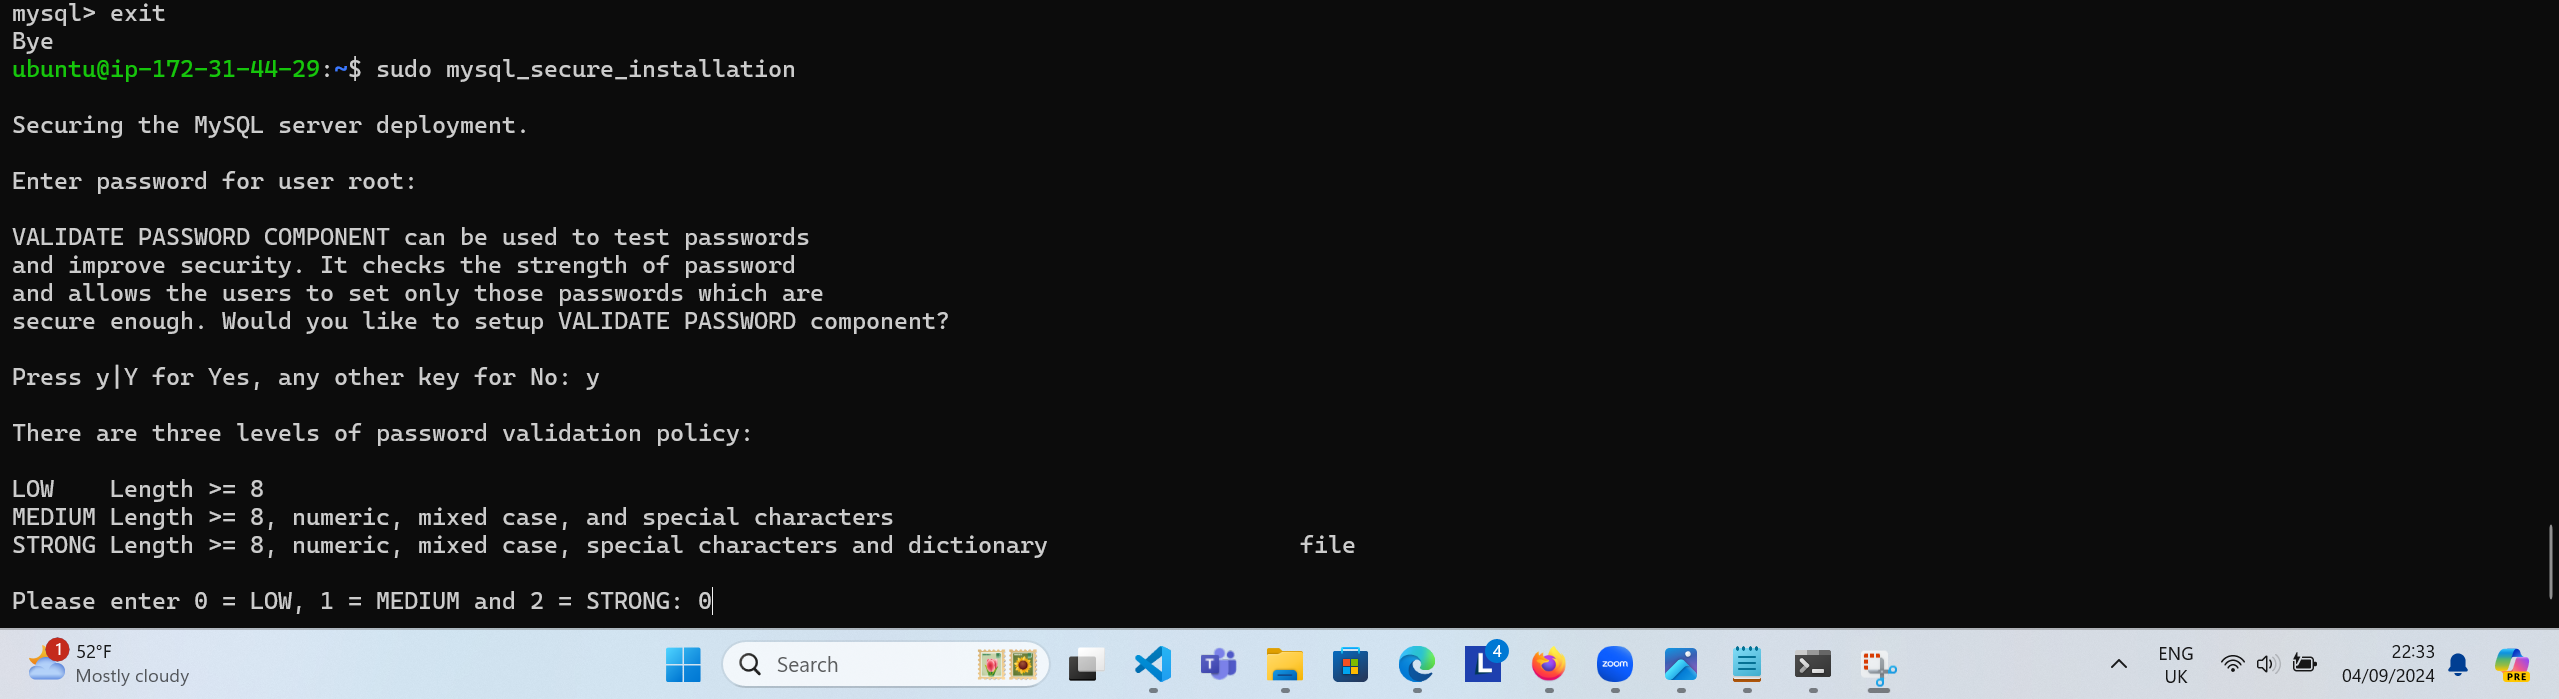 mysql> exit
Bye
ubuntu@ip-172-31-44-29:~$ sudo mysql_secure_installation
Securing the MySQL server deployment.
Enter password for user root:
VALIDATE PASSWORD COMPONENT can be used to test passwords
and improve security. It checks the strength of password
and allows the users to set only those passwords which are
secure enough. Would you like to setup VALIDATE PASSWORD component?
Press y|Y for Yes, any other key for No: y
There are three levels of password validation policy:
LOW    Length >= 8
MEDIUM Length >= 8, numeric, mixed case, and special characters
STRONG Length >= 8, numeric, mixed case, special characters and dictionary                  file
Please enter 0 = LOW, 1 = MEDIUM and 2 = STRONG: 0
1
52°F
Mostly cloudy
Search
T
L
4
zoom
ENG
UK
22:33
04/09/2024
PRE